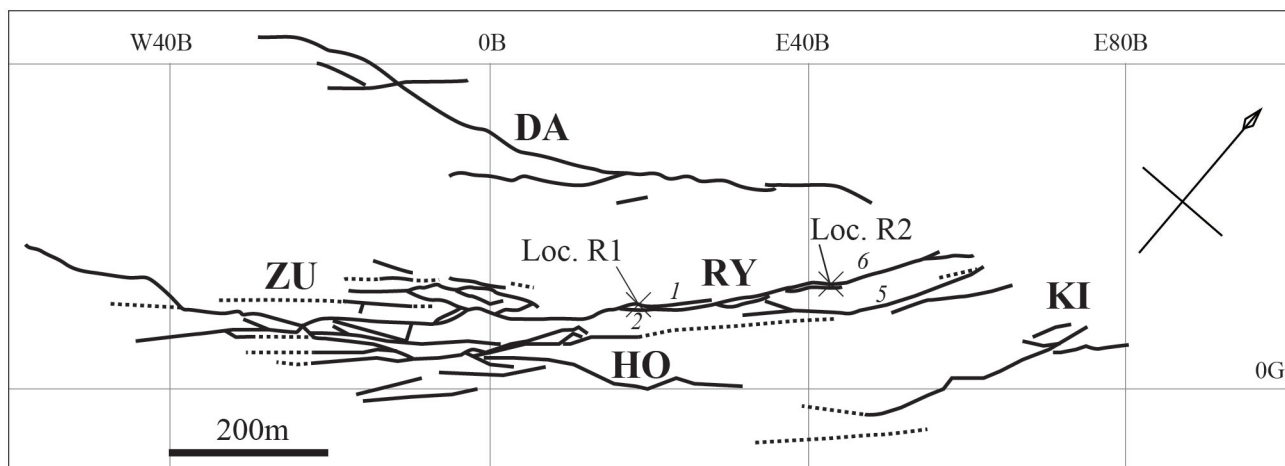 W40B 0B E40B E80B
DA
Loc. R2
Loc. R1
ZU RY 6
1 5 KI
2
HO 0G
200m